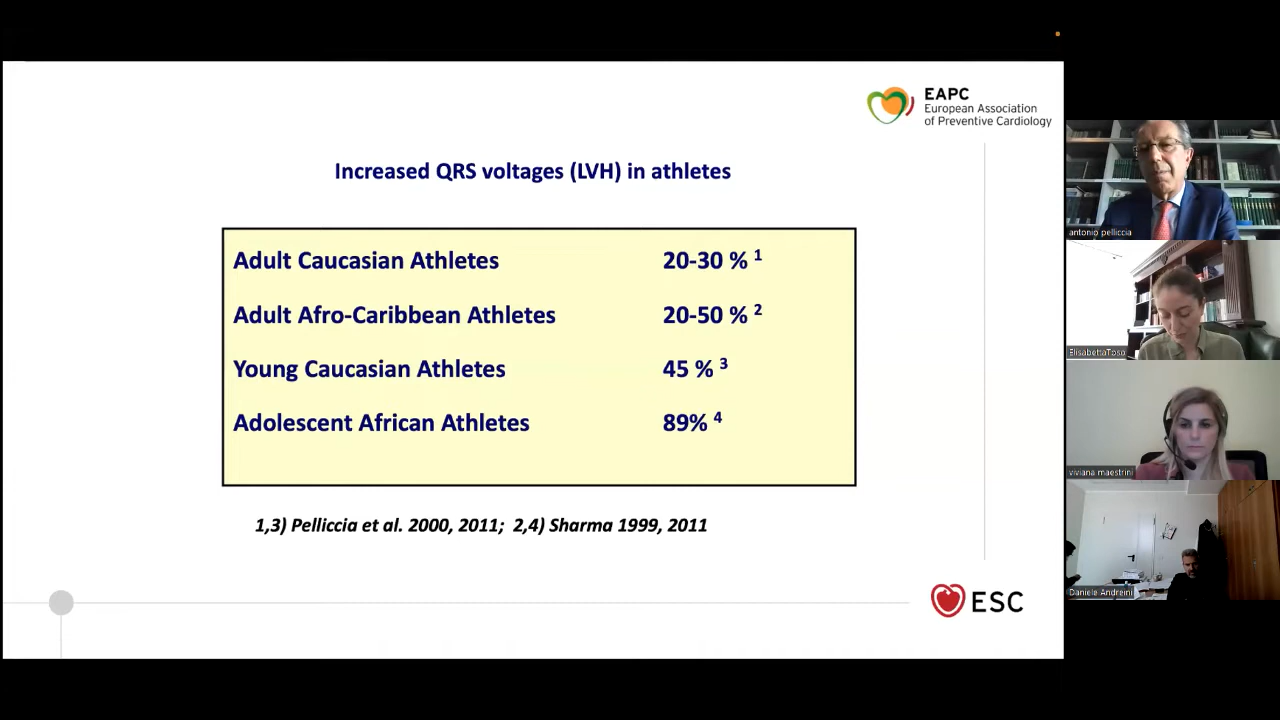 EAPC
European Association
of Preventive Cardiology
Increased QRS voltages (LVH) in athletes
Adult Caucasian Athletes 20-30 % 1
Adult Afro-Caribbean Athletes 20-50 % 2
Young Caucasian Athletes 45 % 3
Adolescent African Athletes 89% 4
1,3) Pelliccia et al. 2000, 2011; 2,4) Sharma 1999, 2011
ESC
antonio pelliccia
ElisabettaToso
viviana maestrini
Daniele Andreini